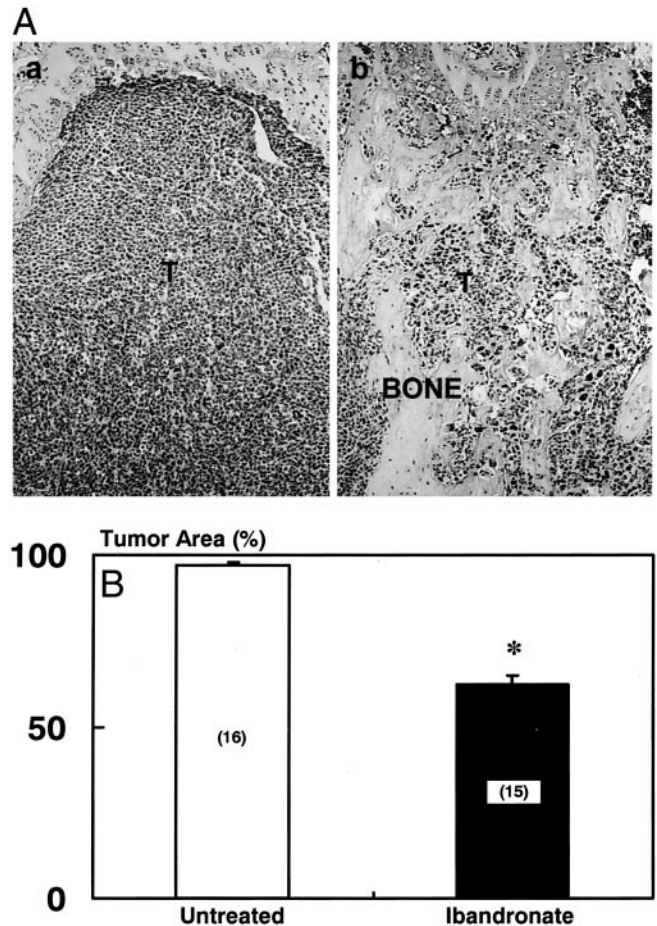 A
a
b
T
T
BONE
Tumor Area (%)
100
B
*
50
(16)
(15)
0
Untreated
Ibandronate